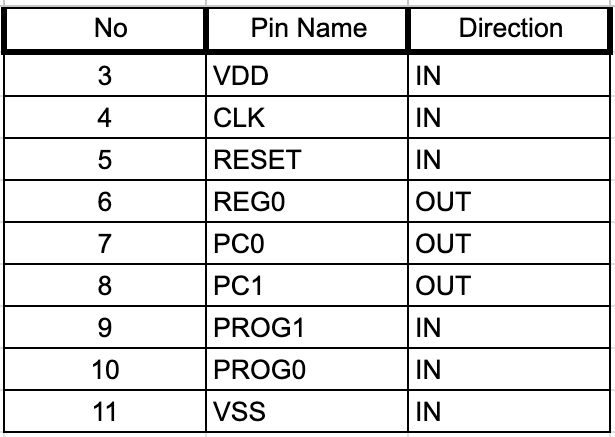 No Pin Name Direction
3 VDD IN
4 CLK IN
5 RESET IN
6 REG0 OUT
7 PC0 OUT
8 PC1 OUT
9 PROG1 IN
10 PROG0 IN
11 VSS IN